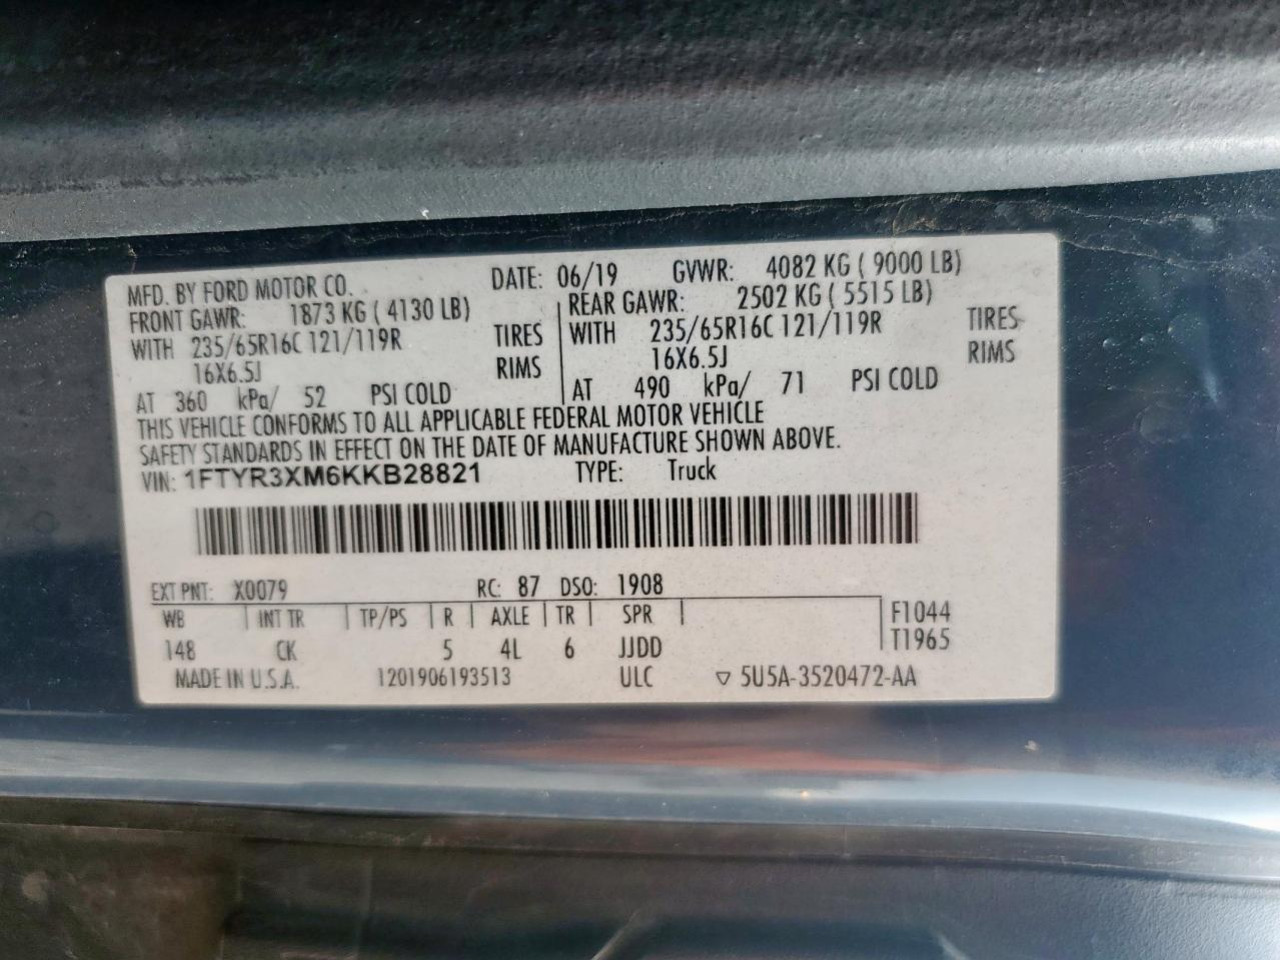 MFD. BY FORD MOTOR CO. DATE: 06/19 GVWR: 4082 KG ( 9000 LB)
FRONT GAWR: 1873 KG ( 4130 LB) REAR GAWR: 2502 KG ( 5515 LB)
WITH 235/65R16C 121/119R TIRES WITH 235/65R16C 121/119R TIRES
16X6.5J RIMS 16X6.5J RIMS
AT 360 kPa/ 52 PSI COLD AT 490 kPa/ 71 PSI COLD
THIS VEHICLE CONFORMS TO ALL APPLICABLE FEDERAL MOTOR VEHICLE
SAFETY STANDARDS IN EFFECT ON THE DATE OF MANUFACTURE SHOWN ABOVE.
VIN: 1FTYR3XM6KKB28821 TYPE: Truck
EXT PNT: X0079 RC: 87 DSO: 1908
WB INT TR TP/PS R AXLE TR SPR F1044
148 CK 5 4L 6 JJDD T1965
MADE IN U.S.A. 1201906193513 ULC ▽ 5U5A-3520472-AA